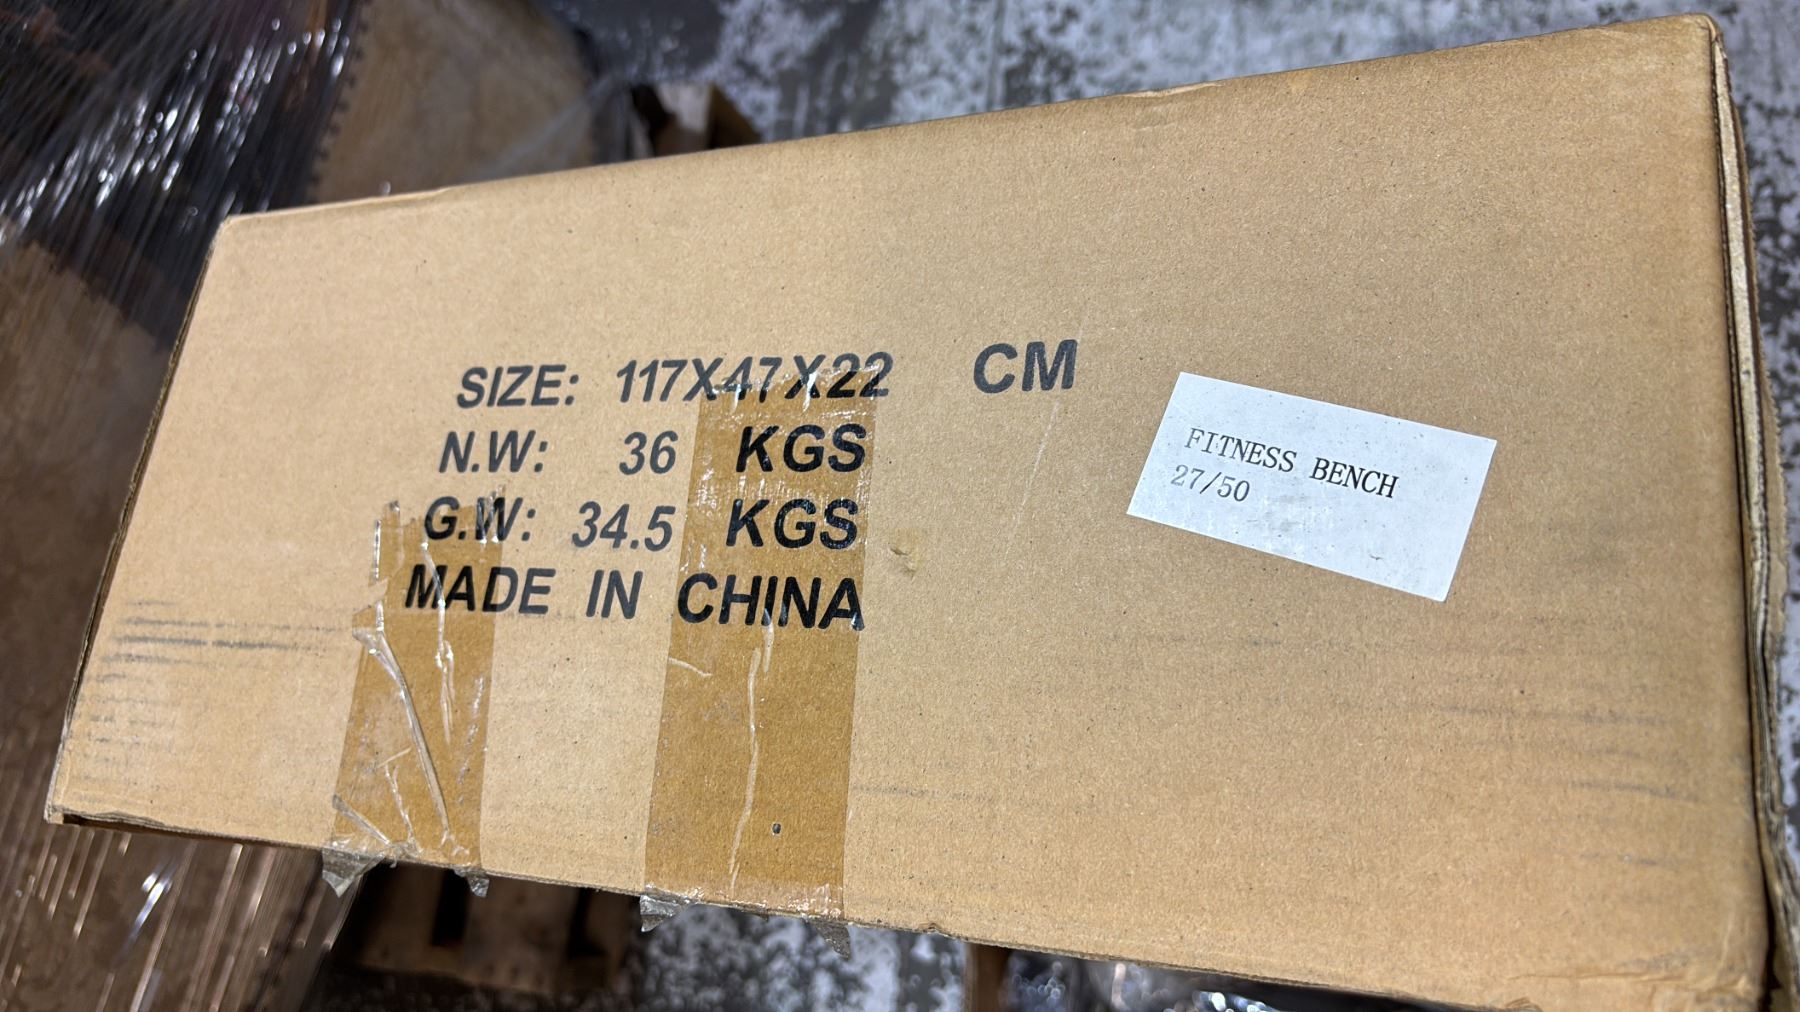 SIZE: 117X47X22 CM
N.W: 36 KGS
G.W: 34.5 KGS
MADE IN CHINA
FITNESS BENCH
27/50